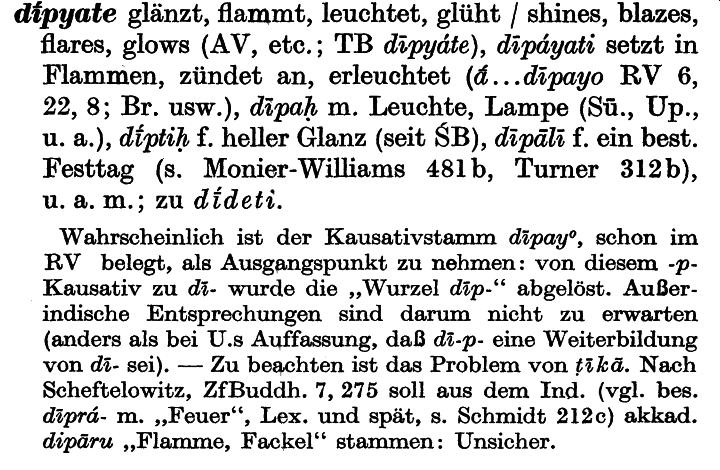 dī́pyate glänzt, flammt, leuchtet, glüht / shines, blazes,
flares, glows (AV, etc.; TB dīpyáte), dīpáyati setzt in
Flammen, zündet an, erleuchtet (ā́...dīpayo RV 6,
22, 8; Br. usw.), dīpaḥ m. Leuchte, Lampe (Sū., Up.,
u. a.), dī́ptiḥ f. heller Glanz (seit ŚB), dīpālī f. ein best.
Festtag (s. Monier-Williams 481b, Turner 312b),
u. a. m.; zu dī́deti.
Wahrscheinlich ist der Kausativstamm dīpay⁰, schon im
RV belegt, als Ausgangspunkt zu nehmen: von diesem -p-
Kausativ zu dī- wurde die „Wurzel dīp-“ abgelöst. Außer-
indische Entsprechungen sind darum nicht zu erwarten
(anders als bei U.s Auffassung, daß dī-p- eine Weiterbildung
von dī- sei). — Zu beachten ist das Problem von ṭīkā. Nach
Scheftelowitz, ZfBuddh. 7, 275 soll aus dem Ind. (vgl. bes.
dīprá- m. „Feuer“, Lex. und spät, s. Schmidt 212c) akkad.
dipāru „Flamme, Fackel“ stammen: Unsicher.